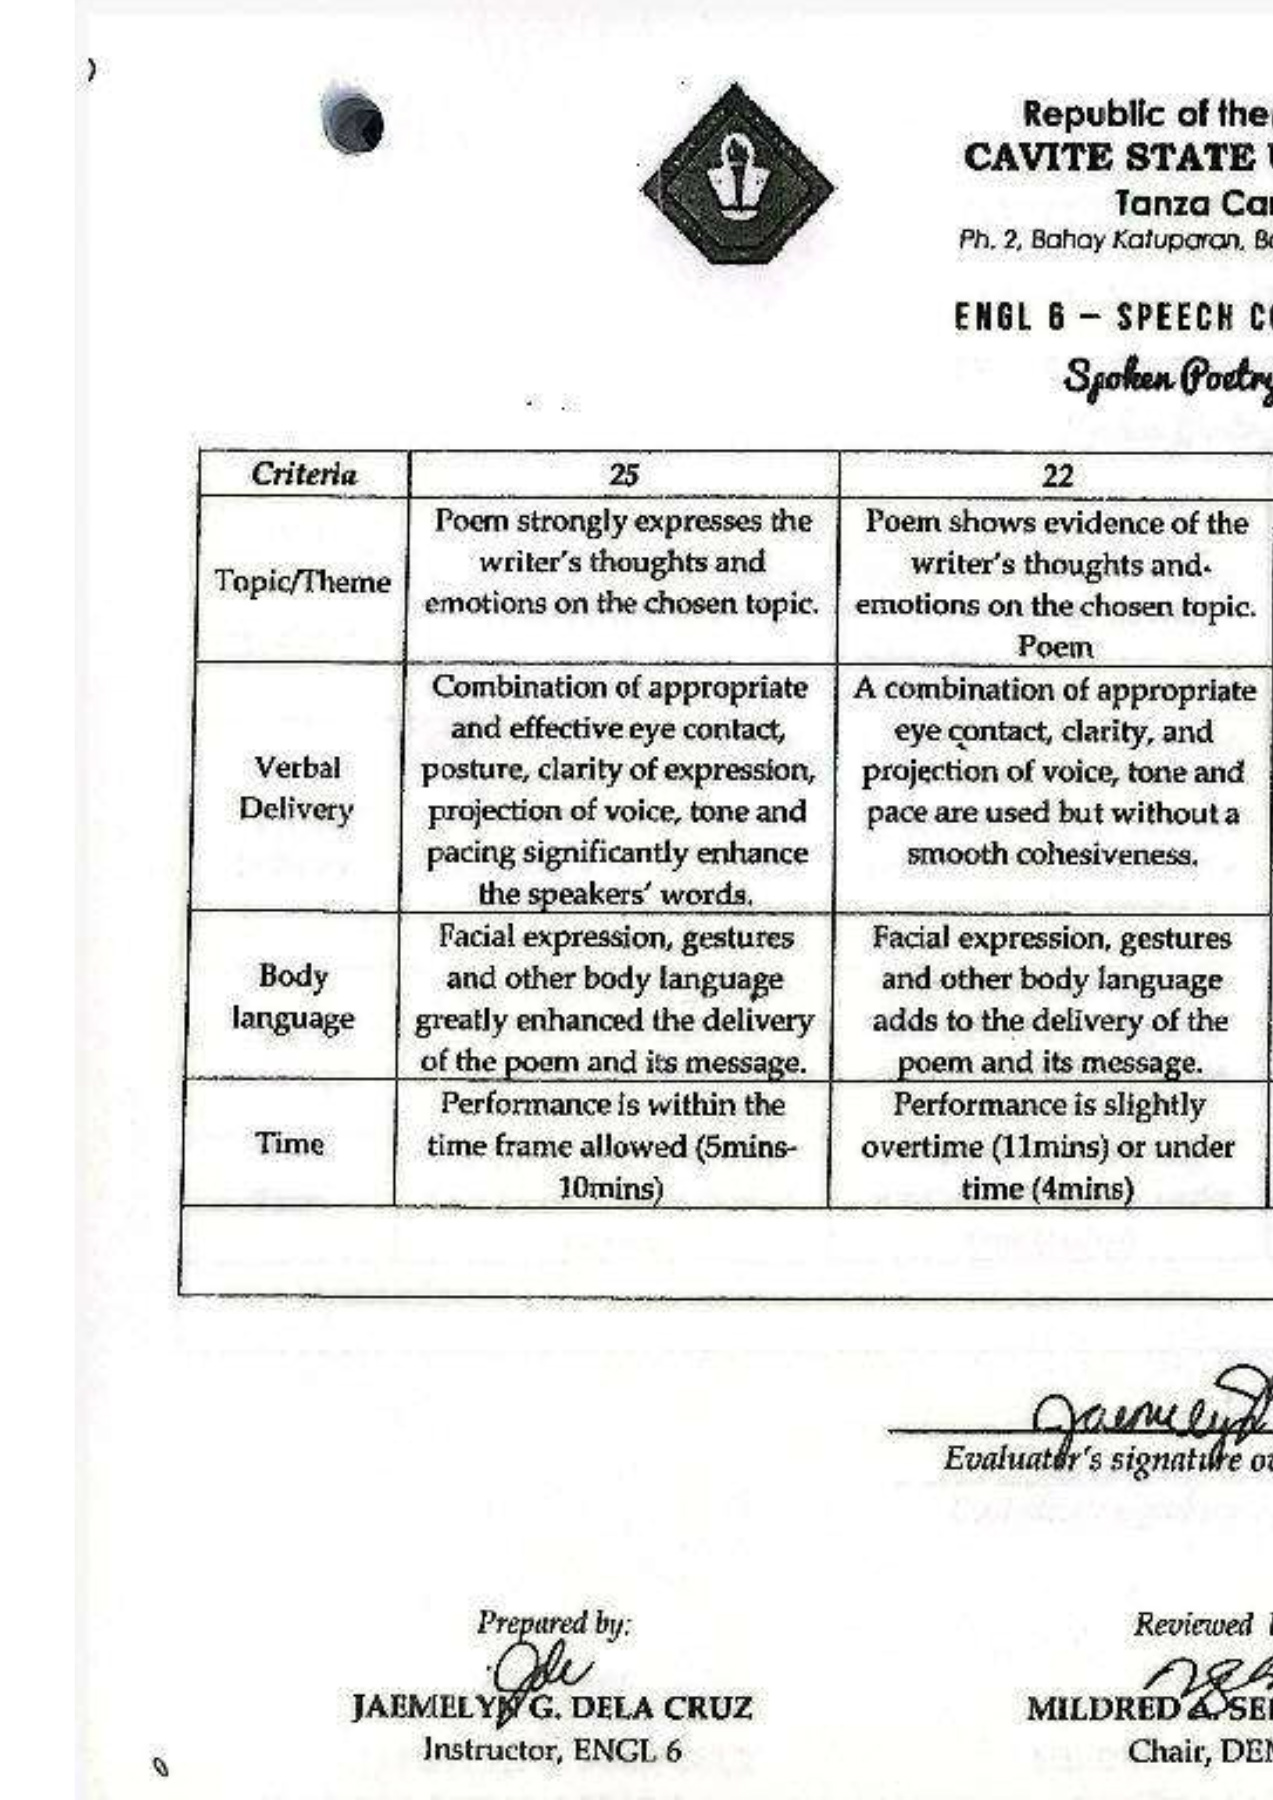 Republic of the
CAVITE STATE
Tanza Ca
Ph. 2, Bahay Katuparan, B
ENGL 6 – SPEECH C
Spoken Poetry
Criteria
25
22
Topic/Theme
Poem strongly expresses the
writer's thoughts and
emotions on the chosen topic.
Poem shows evidence of the
writer's thoughts and
emotions on the chosen topic.
Poem
Verbal
Delivery
Combination of appropriate
and effective eye contact,
posture, clarity of expression,
projection of voice, tone and
pacing significantly enhance
the speakers' words.
A combination of appropriate
eye contact, clarity, and
projection of voice, tone and
pace are used but without a
smooth cohesiveness.
Body
language
Facial expression, gestures
and other body language
greatly enhanced the delivery
of the poem and its message.
Facial expression, gestures
and other body language
adds to the delivery of the
poem and its message.
Time
Performance is within the
time frame allowed (5mins-
10mins)
Performance is slightly
overtime (11mins) or under
time (4mins)
Jaemelyn
Evaluator's signature o
Prepared by:
JAEMELYN G. DELA CRUZ
Instructor, ENGL 6
Reviewed
MILDRED A. SE
Chair, DE